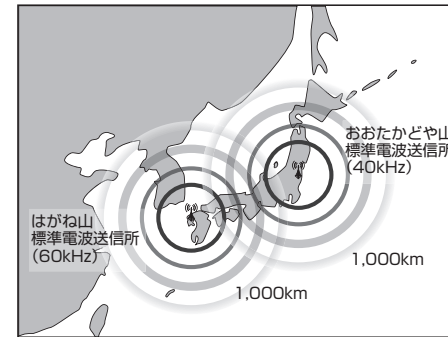 おおたかどや山
標準電波送信所
（40kHz）
はがね山
標準電波送信所
（60kHz）
1,000km
1,000km